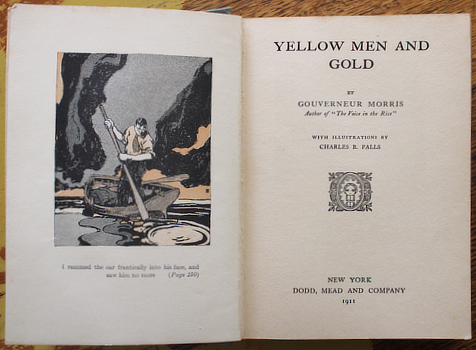 I rammed the oar frantically into his face, and
saw him no more (Page 230)
YELLOW MEN AND
GOLD
BY
GOUVERNEUR MORRIS
Author of "The Voice in the Rice"
WITH ILLUSTRATIONS BY
CHARLES B. FALLS
NEW YORK
DODD, MEAD AND COMPANY
1911